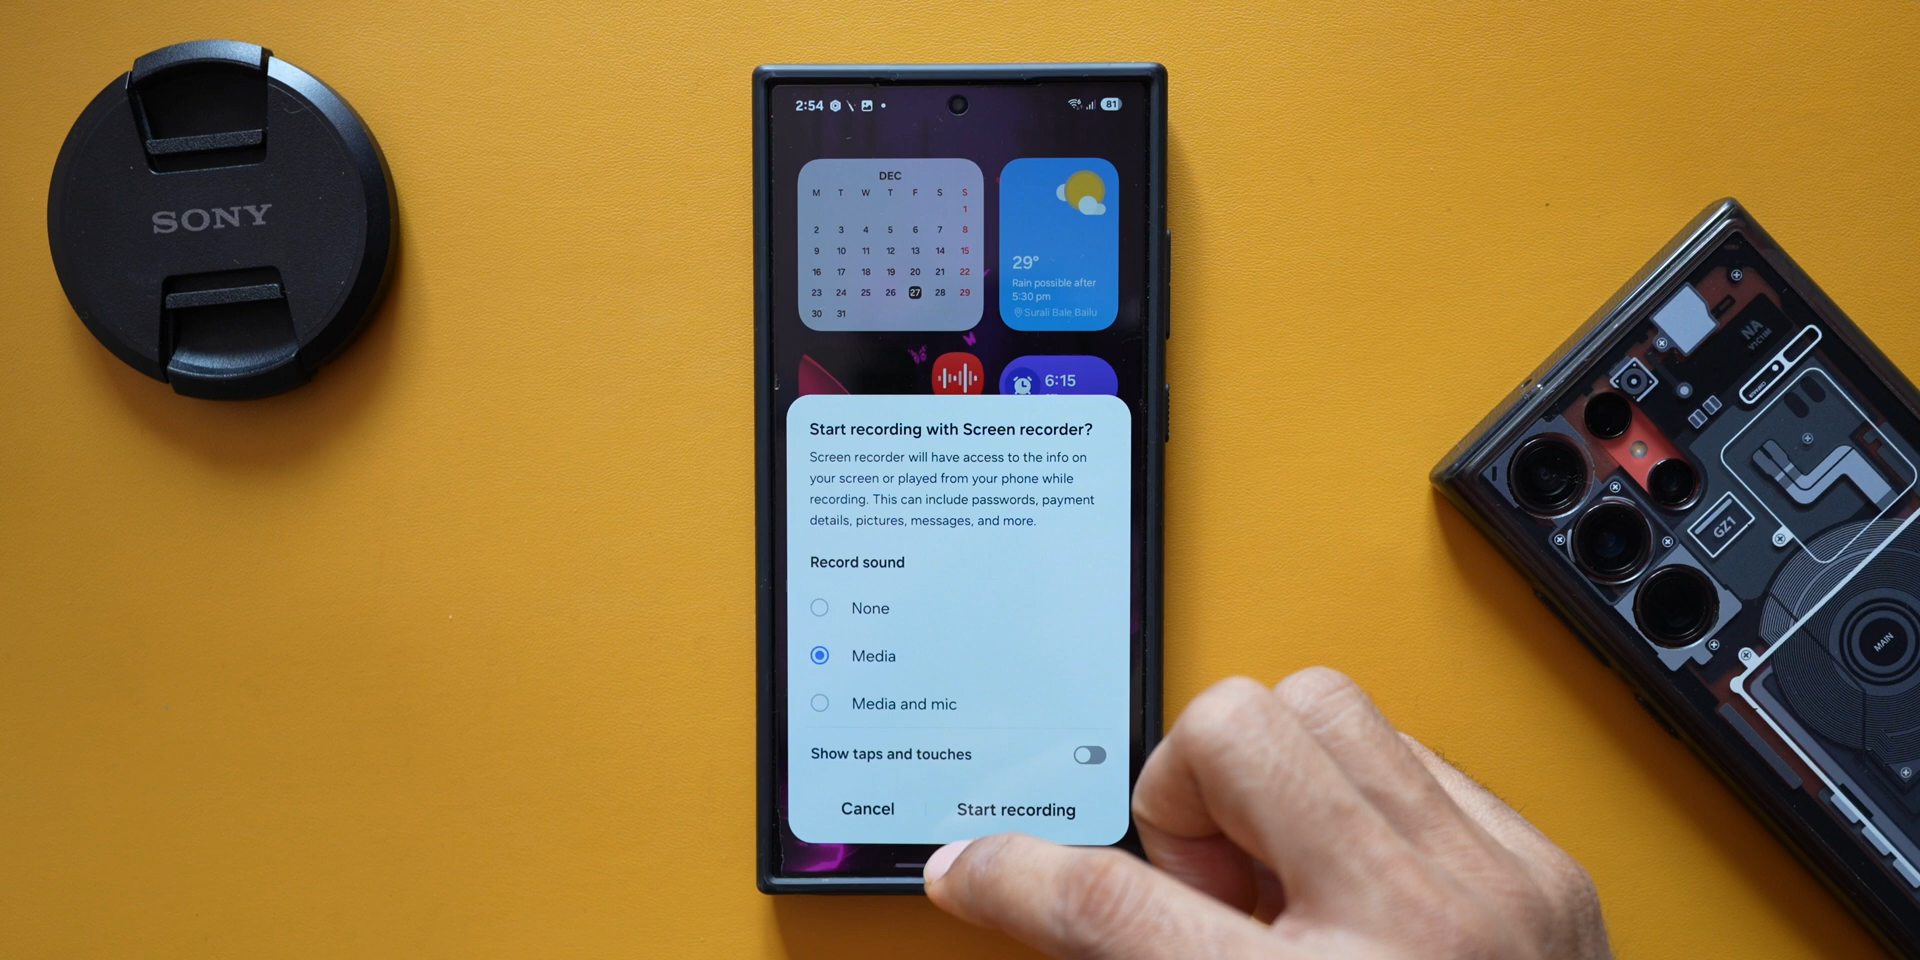 SONY
2:54
81
DEC
M T W T F S S
1
2 3 4 5 6 7 8
9 10 11 12 13 14 15
16 17 18 19 20 21 22
23 24 25 26 27 28 29
30 31
29°
Rain possible after
5:30 pm
Surali Bale Bailu
6:15
Start recording with Screen recorder?
Screen recorder will have access to the info on
your screen or played from your phone while
recording. This can include passwords, payment
details, pictures, messages, and more.
Record sound
None
Media
Media and mic
Show taps and touches
Cancel
Start recording
NA
GZ1
MAIN